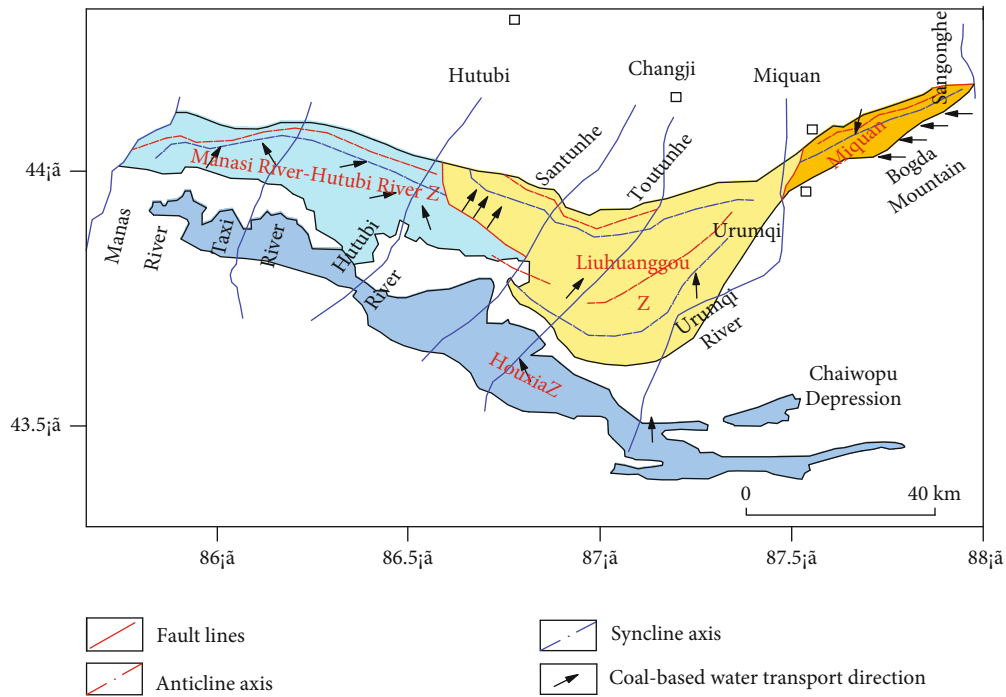 Hutubi
Changji
Miquan
Sangonghe
44¡ã
Manasi River-Hutubi River Z
Santunhe
Toutunhe
Miquan
Bogda
Mountain
Manas
River
Taxi
River
Hutubi
River
Urumqi
Liuhuanggou
Z
Urumqi
River
HouxiaZ
Chaiwopu
Depression
43.5¡ã
0 40 km
86¡ã 86.5¡ã 87¡ã 87.5¡ã 88¡ã
Fault lines
Syncline axis
Anticline axis
Coal-based water transport direction